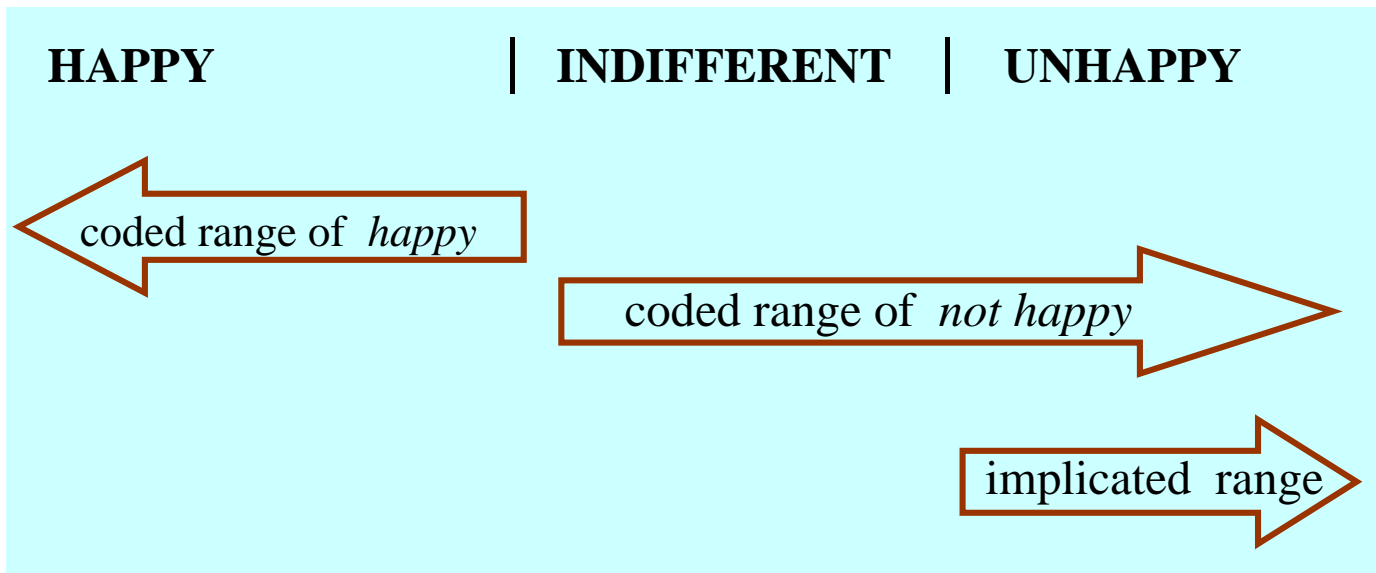 HAPPY | INDIFFERENT | UNHAPPY
coded range of happy
coded range of not happy
implicated range